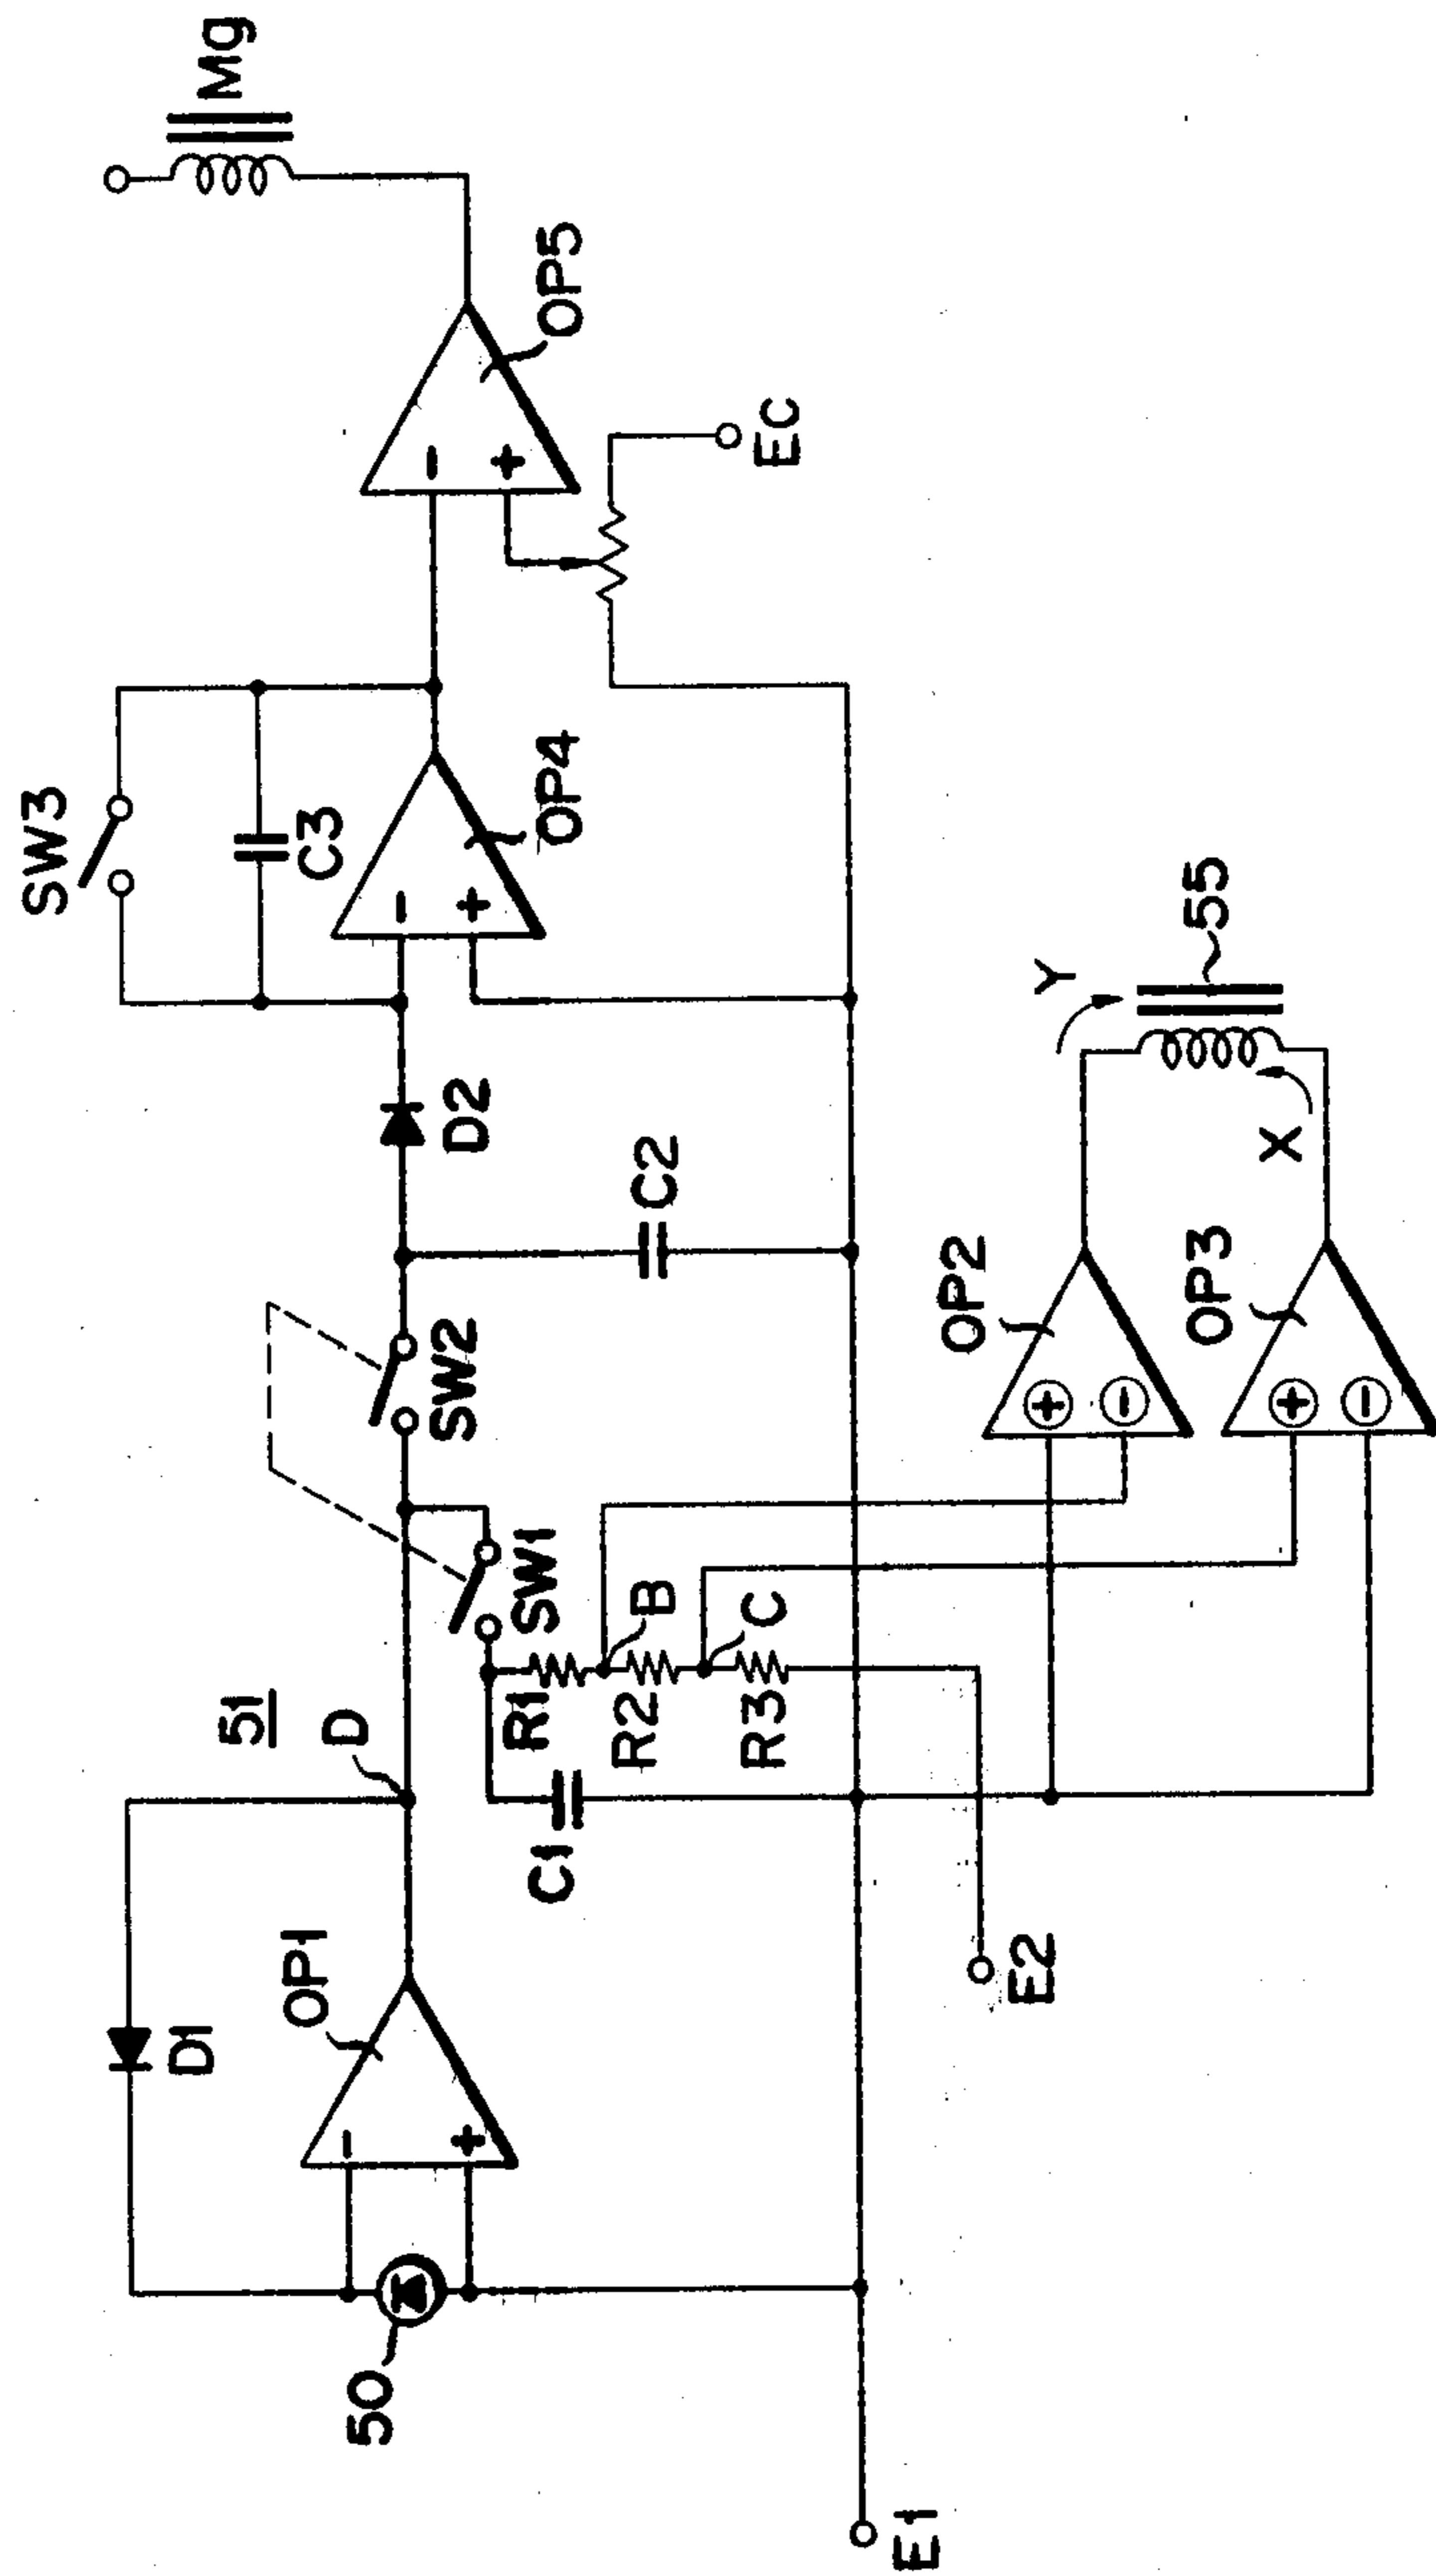 SW3
C3
Mg
D1
OP1
51
D
SW2
D2
OP4
OP5
-
+
-
+
-
+
50
C1
R1
SW1
R2
B
R3
C
C2
EC
E1
E2
OP2
OP3
+
-
+
-
Y
X
55